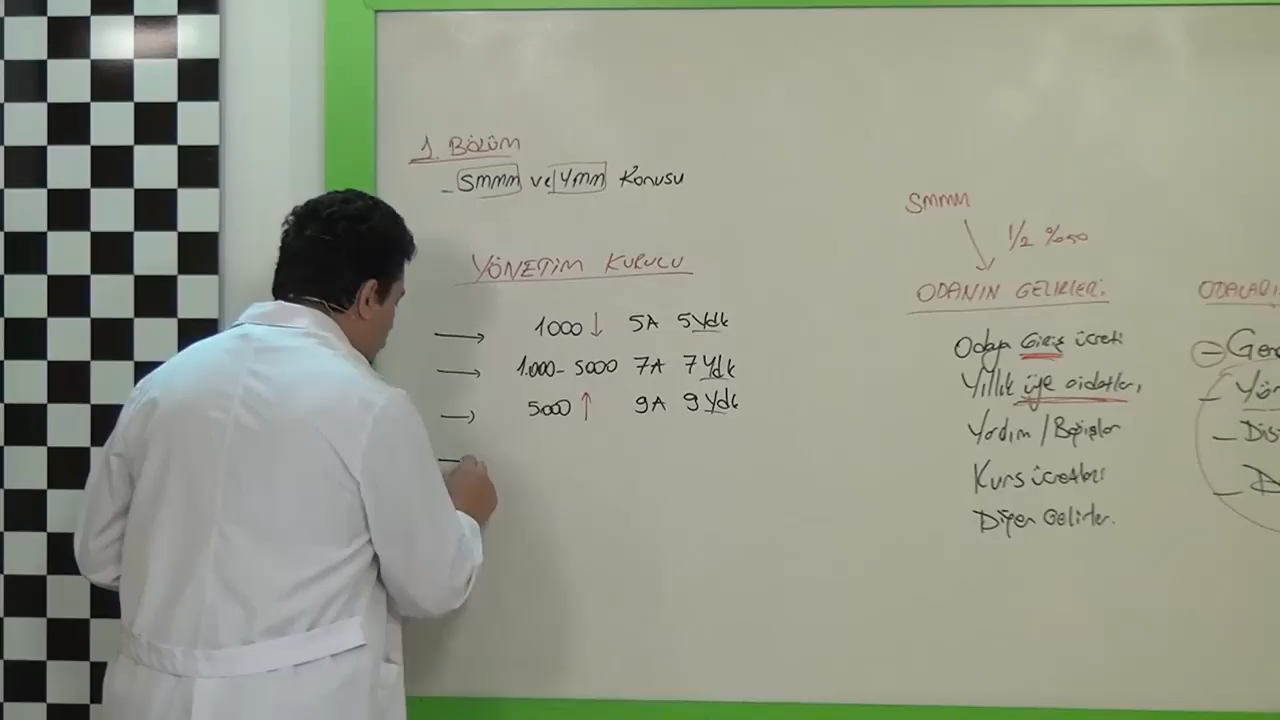 1. BÖLÜM
- SMMM ve YMM Konusu
YÖNETİM KURULU
→ 1000 ↓ 5A 5 Ydk
→ 1.000- 5000 7A 7 Ydk
→ 5000 ↑ 9A 9 Ydk
SMMM
1/2 %50
ODANIN GELİRLERİ:
Odaya Giriş ücreti
Yıllık üye aidatları,
Yardım / Bağışlar
Kurs ücretleri
Diğer Gelirler.